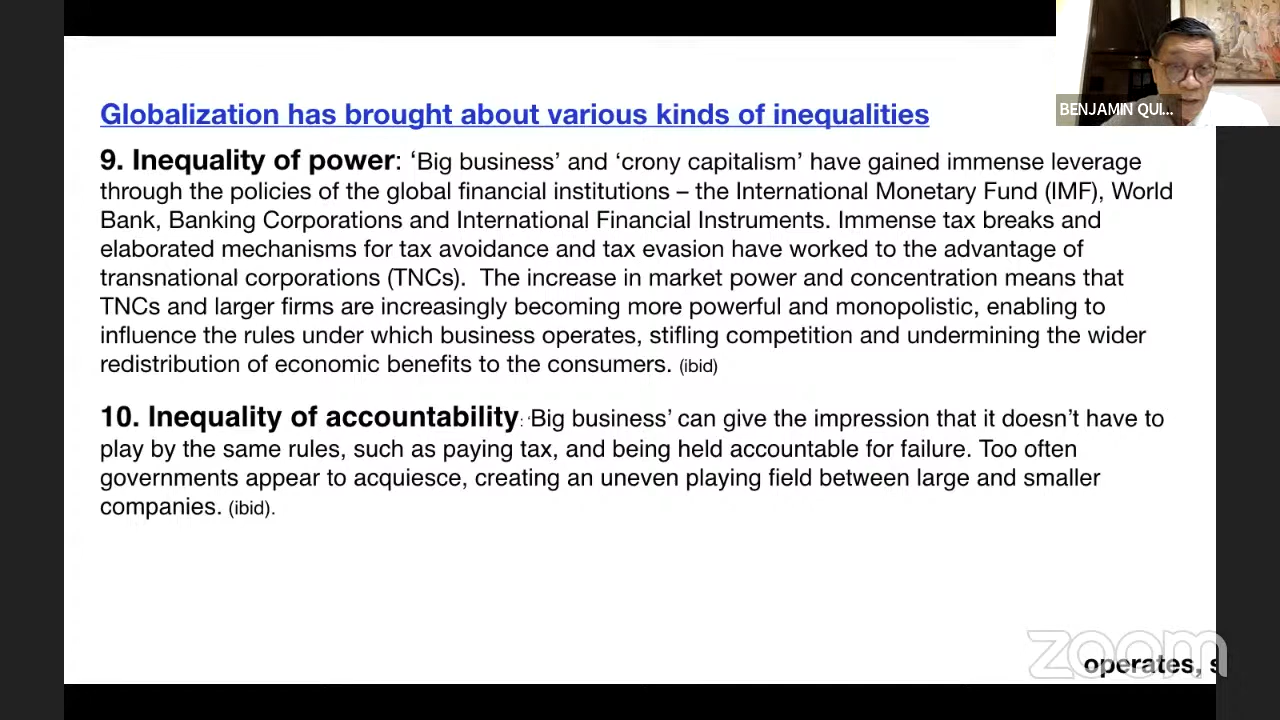 BENJAMIN QUI...
Globalization has brought about various kinds of inequalities
9. Inequality of power: ‘Big business’ and ‘crony capitalism’ have gained immense leverage
through the policies of the global financial institutions – the International Monetary Fund (IMF), World
Bank, Banking Corporations and International Financial Instruments. Immense tax breaks and
elaborated mechanisms for tax avoidance and tax evasion have worked to the advantage of
transnational corporations (TNCs).  The increase in market power and concentration means that
TNCs and larger firms are increasingly becoming more powerful and monopolistic, enabling to
influence the rules under which business operates, stifling competition and undermining the wider
redistribution of economic benefits to the consumers. (ibid)
10. Inequality of accountability: ‘Big business’ can give the impression that it doesn’t have to
play by the same rules, such as paying tax, and being held accountable for failure. Too often
governments appear to acquiesce, creating an uneven playing field between large and smaller
companies. (ibid).
zoom
operates, s